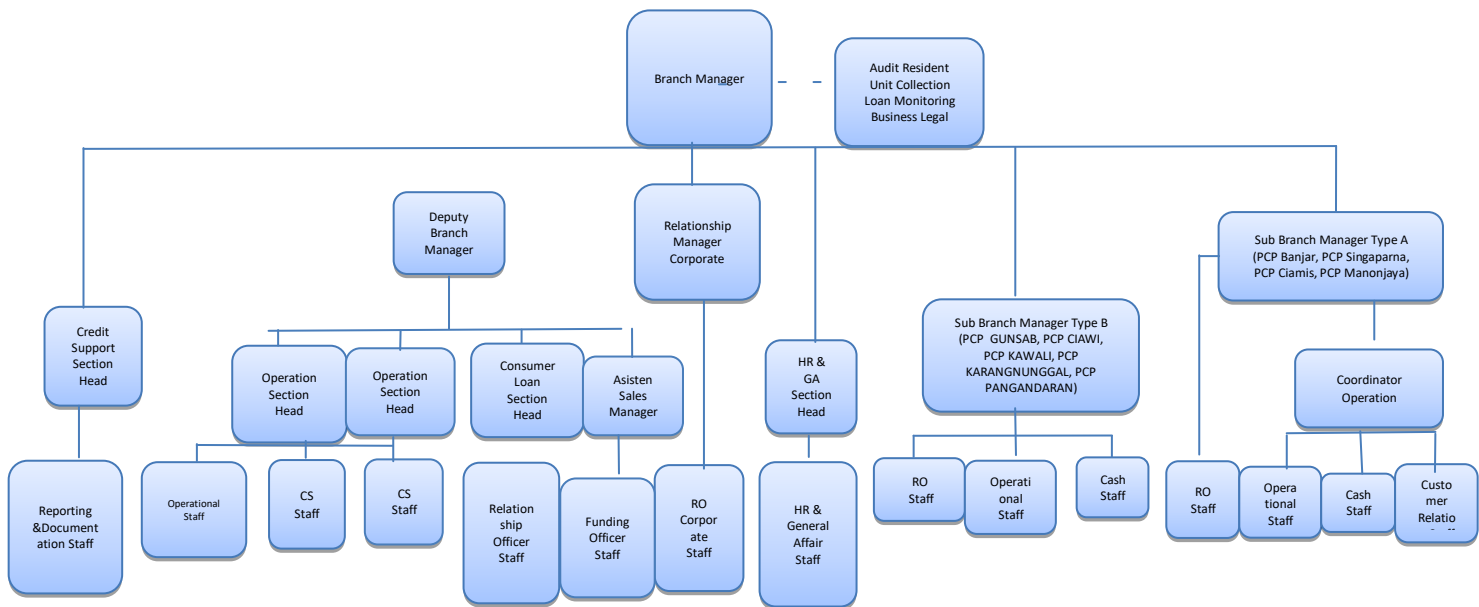 Branch Manager
Audit Resident
Unit Collection
Loan Monitoring
Business Legal
Deputy
Branch
Manager
Relationship
Manager
Corporate
Sub Branch Manager Type A
(PCP Banjar, PCP Singaparna,
PCP Ciamis, PCP Manonjaya)
Credit
Support
Section
Head
Operation
Section
Head
Operation
Section
Head
Consumer
Loan
Section
Head
Asisten
Sales
Manager
HR &
GA
Section
Head
Sub Branch Manager Type B
(PCP GUNSAB, PCP CIAWI,
PCP KAWALI, PCP
KARANGNUNGGAL, PCP
PANGANDARAN)
Coordinator
Operation
Reporting
&Document
ation Staff
Operational
Staff
CS
Staff
CS
Staff
Relation
ship
Officer
Staff
Funding
Officer
Staff
RO
Corpor
ate
Staff
HR &
General
Affair
Staff
RO
Staff
Operati
onal
Staff
Cash
Staff
RO
Staff
Opera
tional
Staff
Cash
Staff
Custo
mer
Relatio